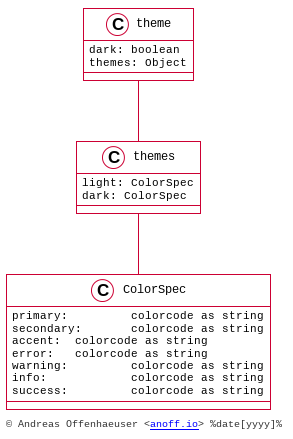 C theme
dark: boolean
themes: Object
C themes
light: ColorSpec
dark: ColorSpec
C ColorSpec
primary: colorcode as string
secondary: colorcode as string
accent: colorcode as string
error: colorcode as string
warning: colorcode as string
info: colorcode as string
success: colorcode as string
© Andreas Offenhaeuser <anoff.io> %date[yyyy]%